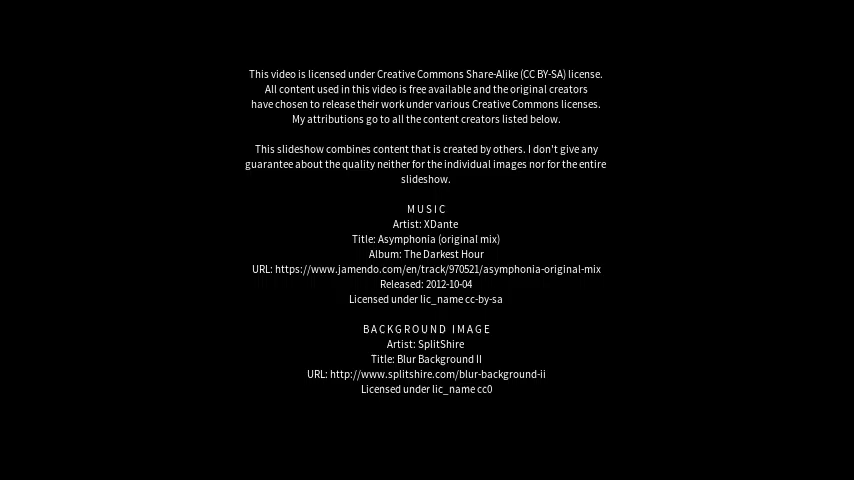 This video is licensed under Creative Commons Share-Alike (CC BY-SA) license.
All content used in this video is free available and the original creators
have chosen to release their work under various Creative Commons licenses.
My attributions go to all the content creators listed below.
This slideshow combines content that is created by others. I don't give any
guarantee about the quality neither for the individual images nor for the entire
slideshow.
MUSIC
Artist: XDante
Title: Asymphonia (original mix)
Album: The Darkest Hour
URL: https://www.jamendo.com/en/track/970521/asymphonia-original-mix
Released: 2012-10-04
Licensed under lic_name cc-by-sa
BACKGROUND IMAGE
Artist: SplitShire
Title: Blur Background II
URL: http://www.splitshire.com/blur-background-ii
Licensed under lic_name cc0